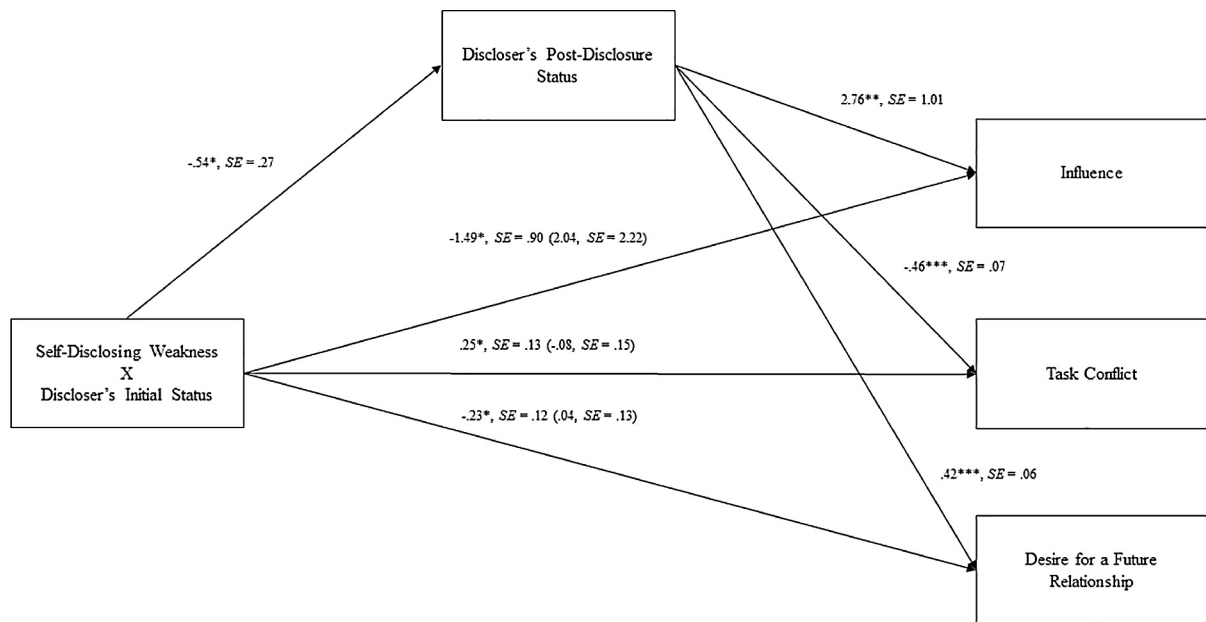 Discloser's Post-Disclosure
Status
2.76**, SE = 1.01
Influence
-.54*, SE = .27
-1.49*, SE = .90 (2.04, SE = 2.22)
-.46***, SE = .07
Self-Disclosing Weakness
X
Discloser's Initial Status
.25*, SE = .13 (-.08, SE = .15)
Task Conflict
-.23*, SE = .12 (.04, SE = .13)
.42***, SE = .06
Desire for a Future
Relationship